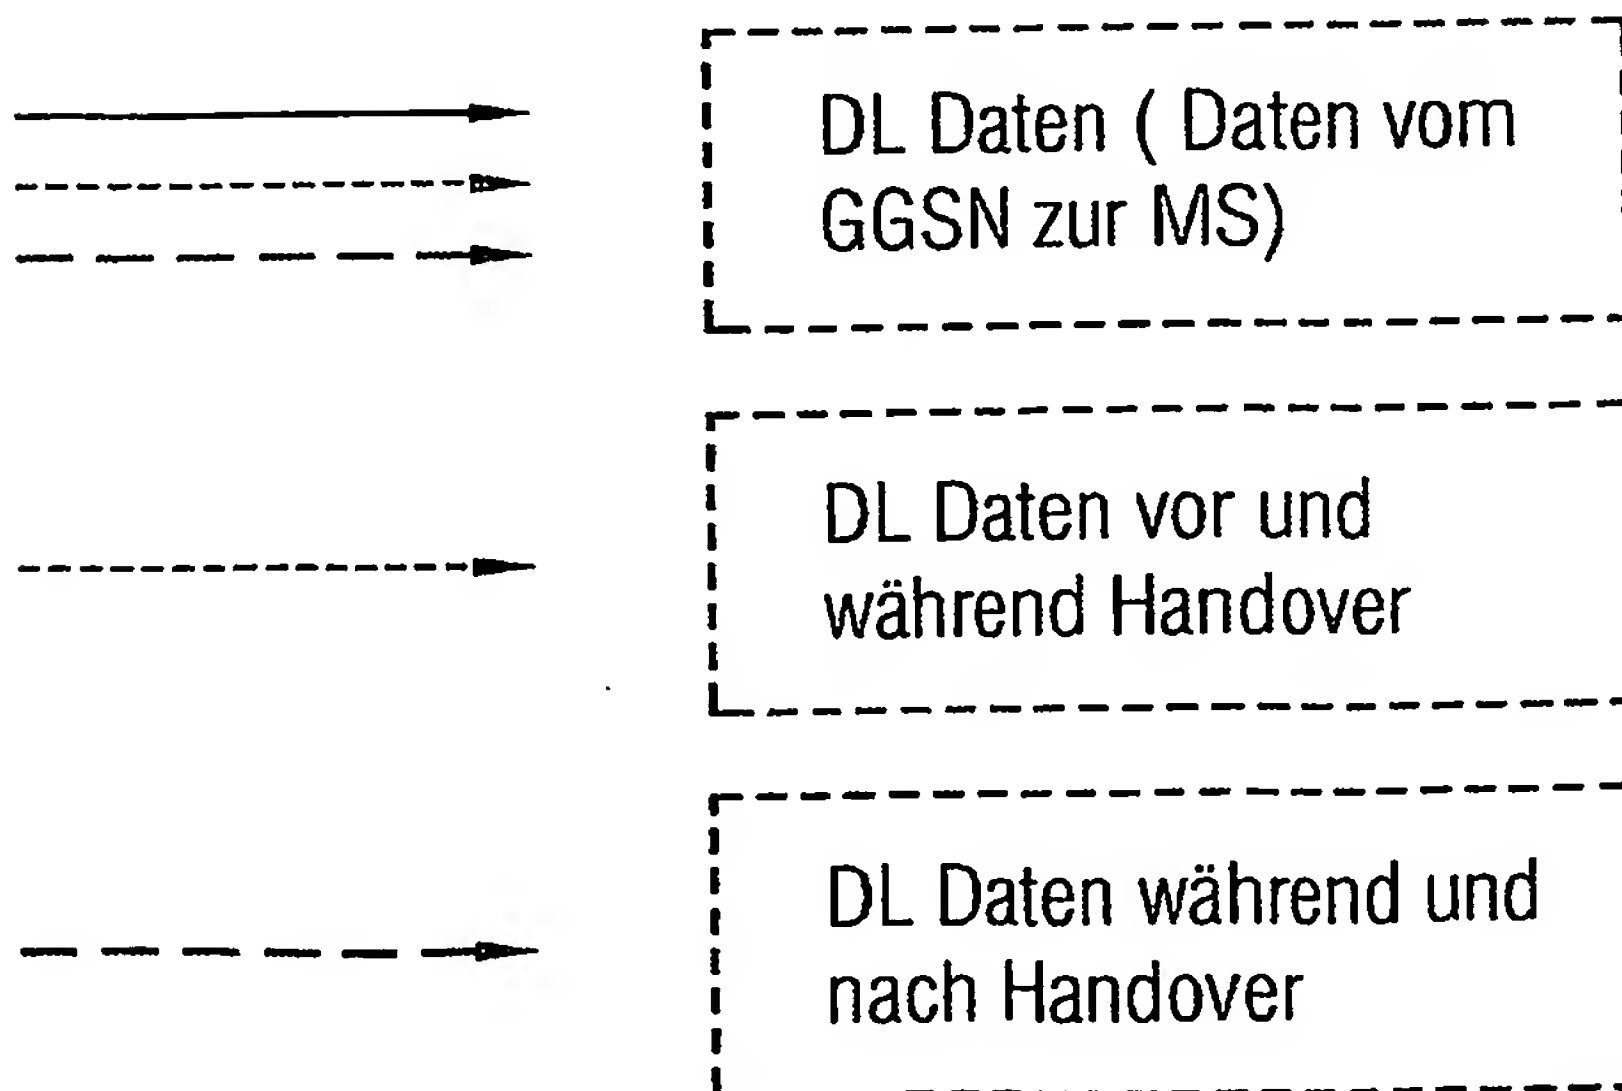 DL Daten ( Daten vom
GGSN zur MS)
DL Daten vor und
während Handover
DL Daten während und
nach Handover